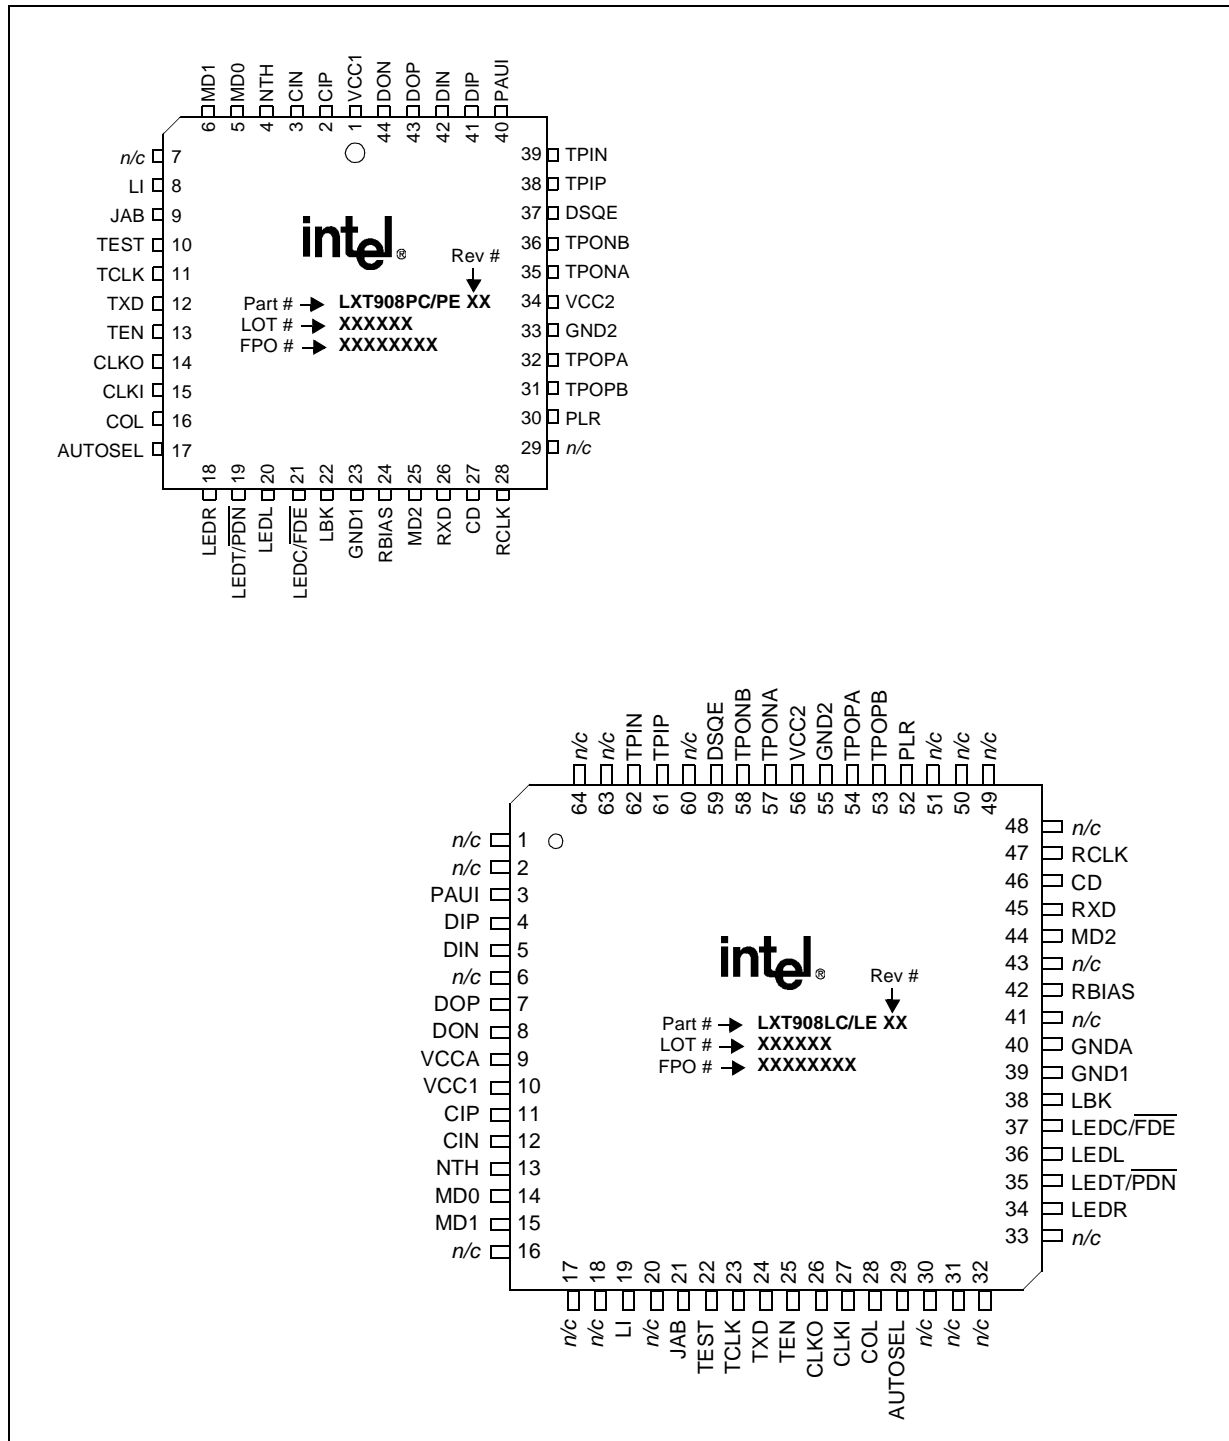 MD1 MD0 NTH CIN CIP VCC1 DON DOP DIN DIP PAUI
6 5 4 3 2 1 44 43 42 41 40
n/c 7
LI 8
JAB 9
TEST 10
TCLK 11
TXD 12
TEN 13
CLKO 14
CLKI 15
COL 16
AUTOSEL 17
39 TPIN
38 TPIP
37 DSQE
36 TPONB
35 TPONA
34 VCC2
33 GND2
32 TPOPA
31 TPOPB
30 PLR
29 n/c
intel®
Rev #
Part # LXT908PC/PE XX
LOT # XXXXXX
FPO # XXXXXXXX
18 19 20 21 22 23 24 25 26 27 28
LEDR LEDT/PDN LEDL LEDC/FDE LBK GND1 RBIAS MD2 RXD CD RCLK
n/c n/c TPIN TPIP n/c DSQE TPONB TPONA VCC2 GND2 TPOPA TPOPB PLR n/c n/c n/c
64 63 62 61 60 59 58 57 56 55 54 53 52 51 50 49
n/c 1
n/c 2
PAUI 3
DIP 4
DIN 5
n/c 6
DOP 7
DON 8
VCCA 9
VCC1 10
CIP 11
CIN 12
NTH 13
MD0 14
MD1 15
n/c 16
48 n/c
47 RCLK
46 CD
45 RXD
44 MD2
43 n/c
42 RBIAS
41 n/c
40 GNDA
39 GND1
38 LBK
37 LEDC/FDE
36 LEDL
35 LEDT/PDN
34 LEDR
33 n/c
intel®
Rev #
Part # LXT908LC/LE XX
LOT # XXXXXX
FPO # XXXXXXXX
17 18 19 20 21 22 23 24 25 26 27 28 29 30 31 32
n/c n/c LI n/c JAB TEST TCLK TXD TEN CLKO CLKI COL AUTOSEL n/c n/c n/c